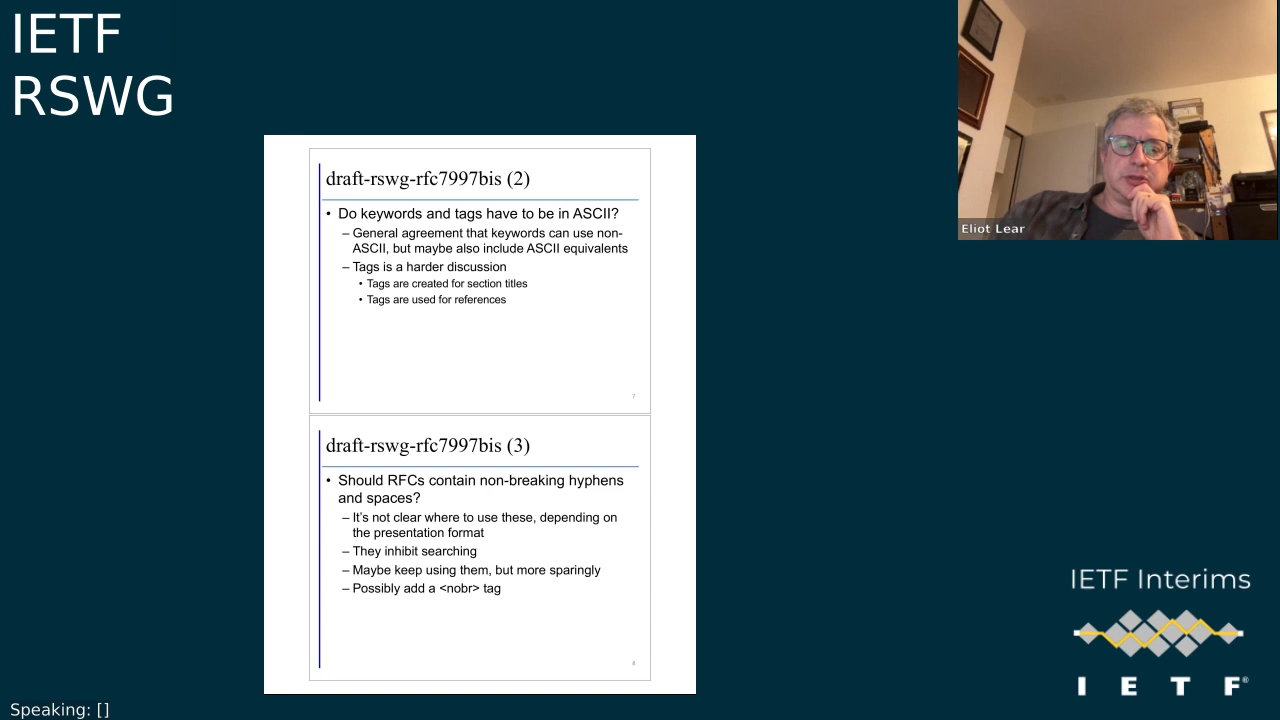 IETF
RSWG
draft-rswg-rfc7997bis (2)
• Do keywords and tags have to be in ASCII?
– General agreement that keywords can use non-
ASCII, but maybe also include ASCII equivalents
– Tags is a harder discussion
• Tags are created for section titles
• Tags are used for references
7
draft-rswg-rfc7997bis (3)
• Should RFCs contain non-breaking hyphens
and spaces?
– It’s not clear where to use these, depending on
the presentation format
– They inhibit searching
– Maybe keep using them, but more sparingly
– Possibly add a <nobr> tag
8
Eliot Lear
IETF Interims
I E T F®
Speaking: []